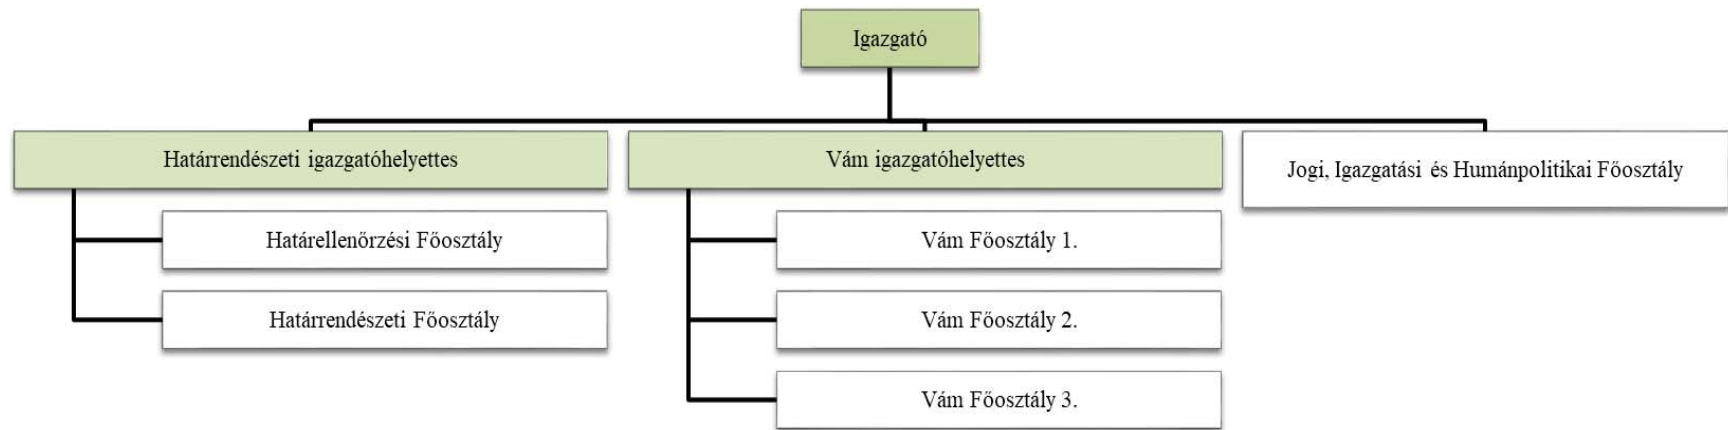 Igazgató
Határrendészeti igazgatóhelyettes
Határellenőrzési Főosztály
Határrendészeti Főosztály
Vám igazgatóhelyettes
Vám Főosztály 1.
Vám Főosztály 2.
Vám Főosztály 3.
Jogi, Igazgatási és Humánpolitikai Főosztály